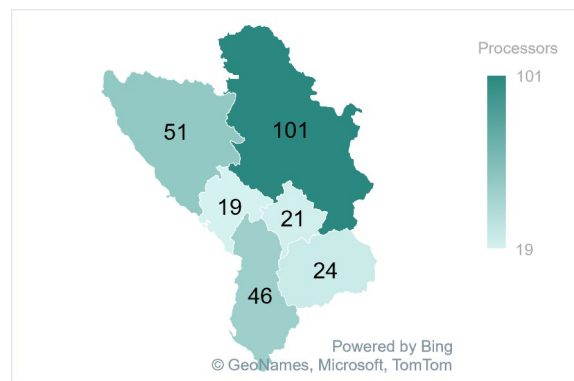 Processors
101
51
101
19
21
19
24
46
Powered by Bing
© GeoNames, Microsoft, TomTom